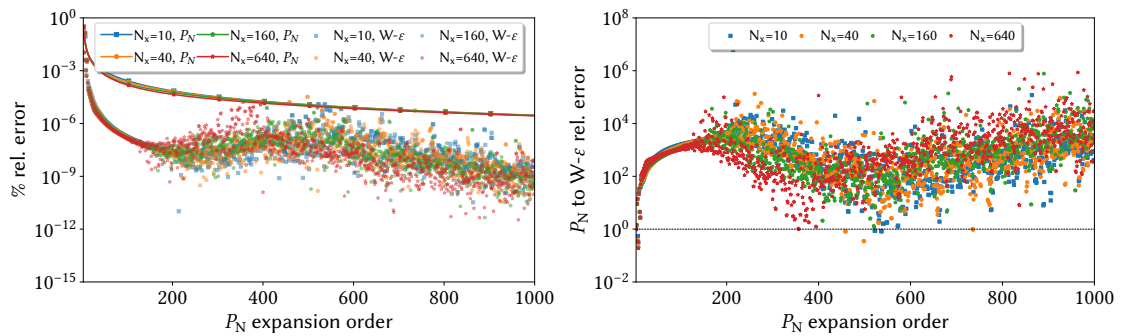 10^0
10^-3
10^-6
10^-9
10^-12
10^-15
% rel. error
N_x=10, P_N
N_x=160, P_N
N_x=10, W-ε
N_x=160, W-ε
N_x=40, P_N
N_x=640, P_N
N_x=40, W-ε
N_x=640, W-ε
200
400
600
800
1000
P_N expansion order
10^8
10^6
10^4
10^2
10^0
10^-2
P_N to W-ε rel. error
N_x=10
N_x=40
N_x=160
N_x=640
200
400
600
800
1000
P_N expansion order